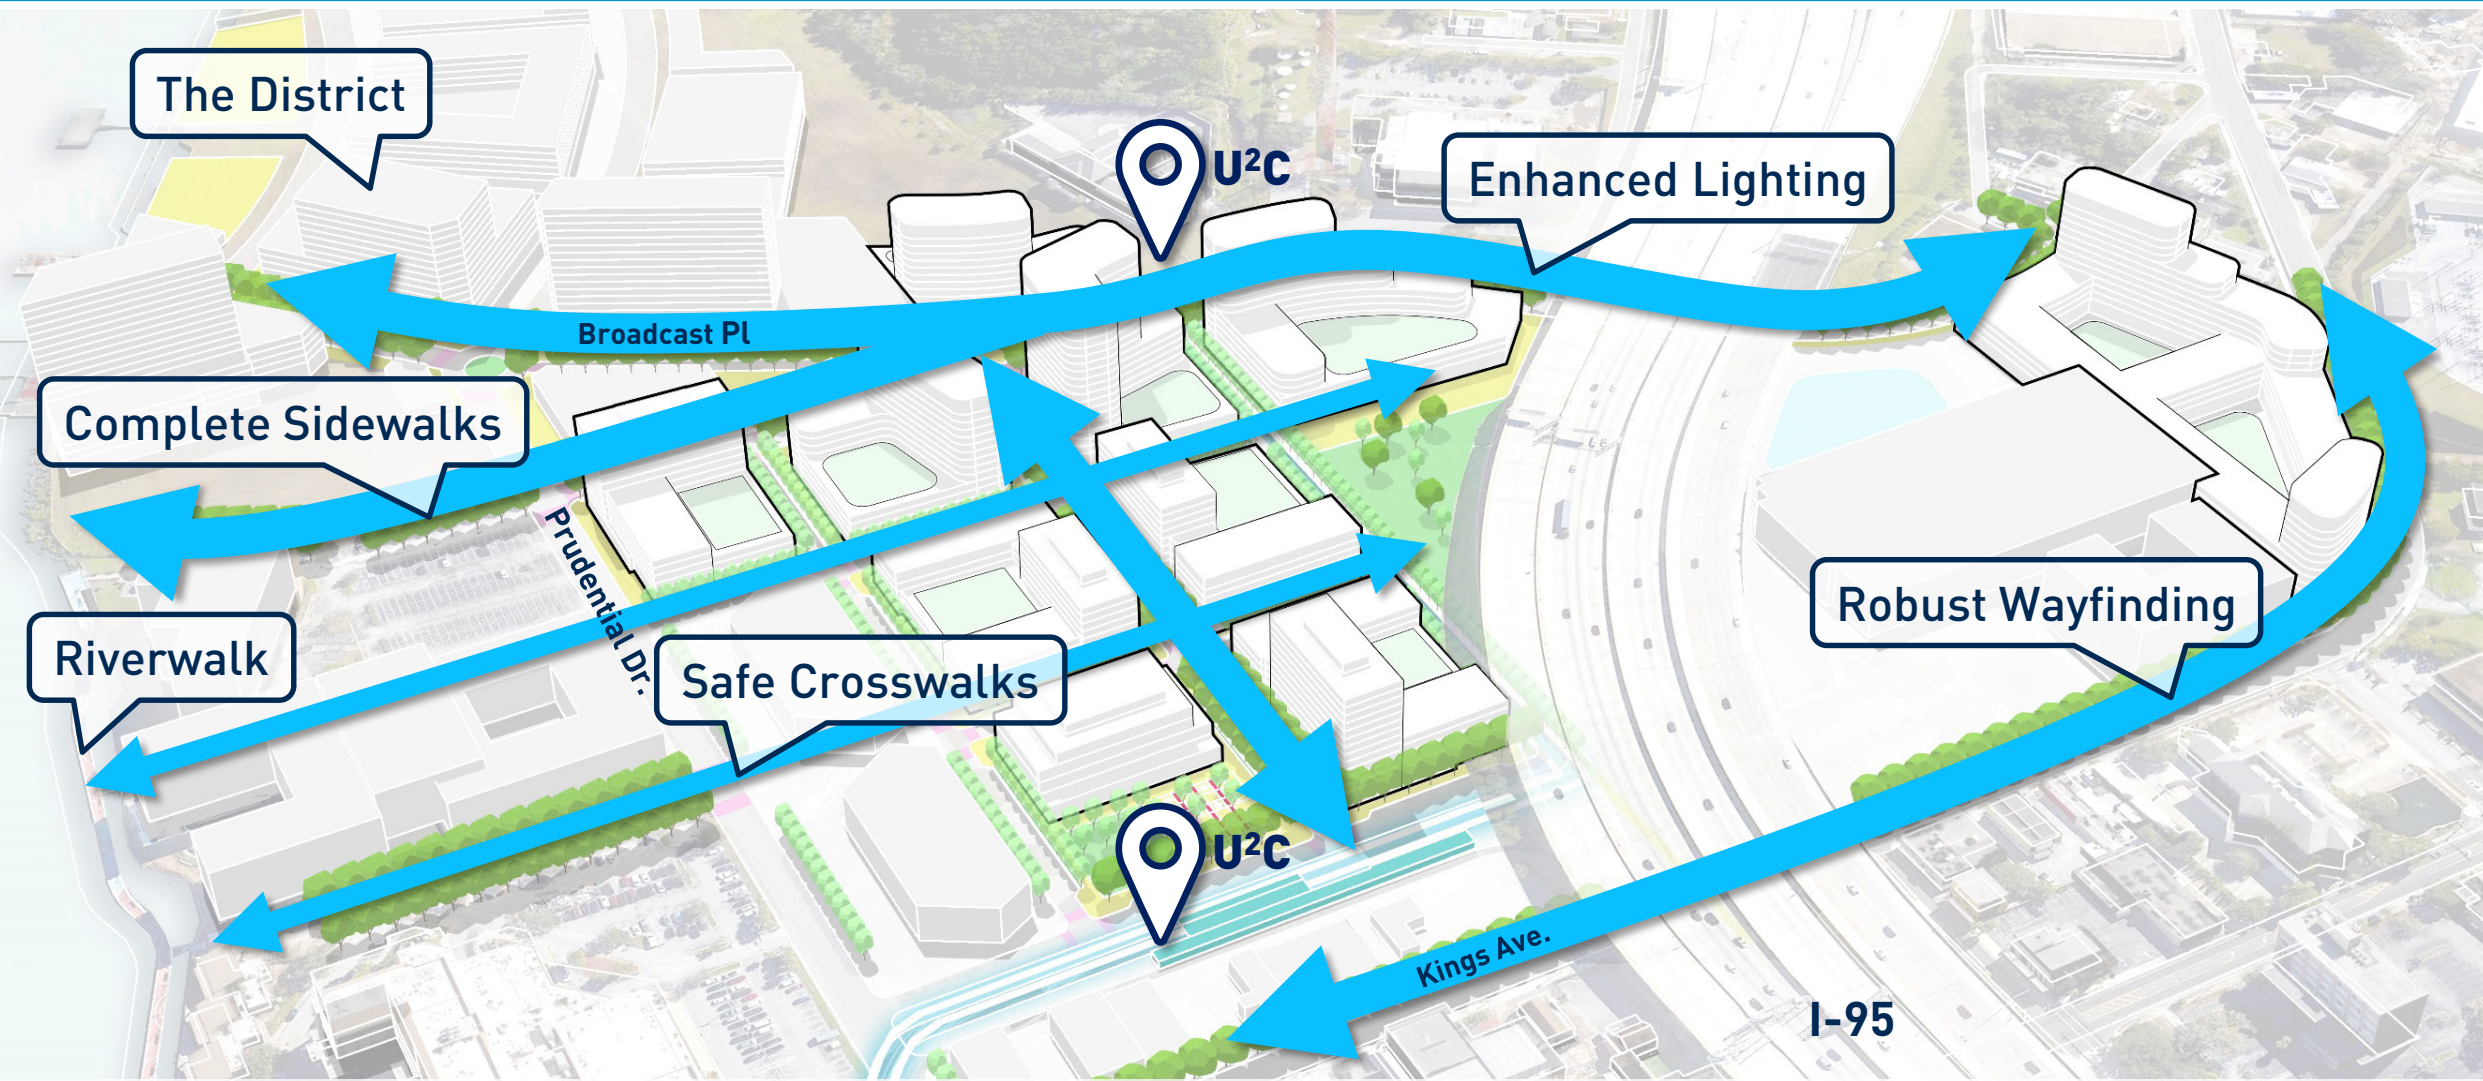 The District
U²C
Enhanced Lighting
Broadcast Pl
Complete Sidewalks
Prudential Dr.
Robust Wayfinding
Riverwalk
Safe Crosswalks
U²C
Kings Ave.
I-95